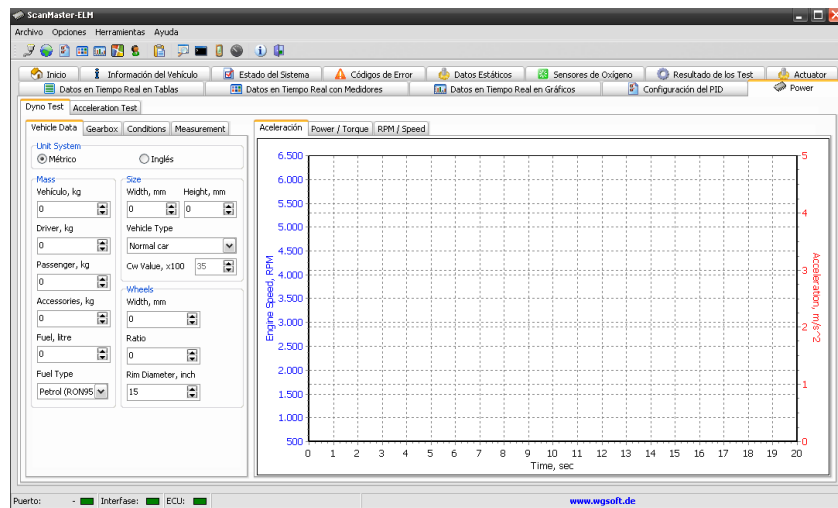 ScanMaster-ELM
Archivo Opciones Herramientas Ayuda
Inicio Información del Vehículo Estado del Sistema Códigos de Error Datos Estáticos Sensores de Oxígeno Resultado de los Test Actuator
Datos en Tiempo Real en Tablas Datos en Tiempo Real con Medidores Datos en Tiempo Real en Gráficos Configuración del PID Power
Dyno Test Acceleration Test
Vehicle Data Gearbox Conditions Measurement
Aceleración Power / Torque RPM / Speed
Unit System
Métrico Inglés
Mass
Vehículo, kg
0
Driver, kg
0
Passenger, kg
0
Accessories, kg
0
Fuel, litre
0
Fuel Type
Petrol (RON95
Size
Width, mm Height, mm
0 0
Vehicle Type
Normal car
Cw Value, x100 35
Wheels
Width, mm
0
Ratio
0
Rim Diameter, inch
15
Engine Speed, RPM
6.500
6.000
5.500
5.000
4.500
4.000
3.500
3.000
2.500
2.000
1.500
1.000
500
0 1 2 3 4 5 6 7 8 9 10 11 12 13 14 15 16 17 18 19 20
Time, sec
5
4
3
2
1
0
Acceleration, m/s^2
Puerto: - Interfase: ECU: www.wgsoft.de